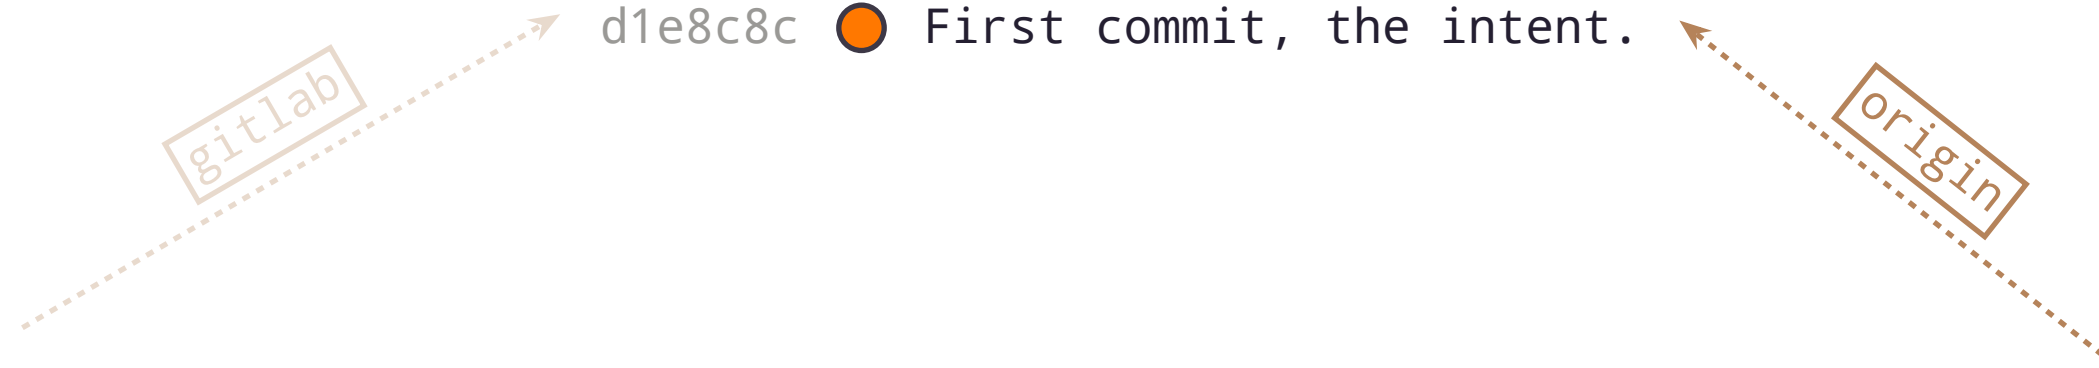 d1e8c8c First commit, the intent.
gitlab
origin